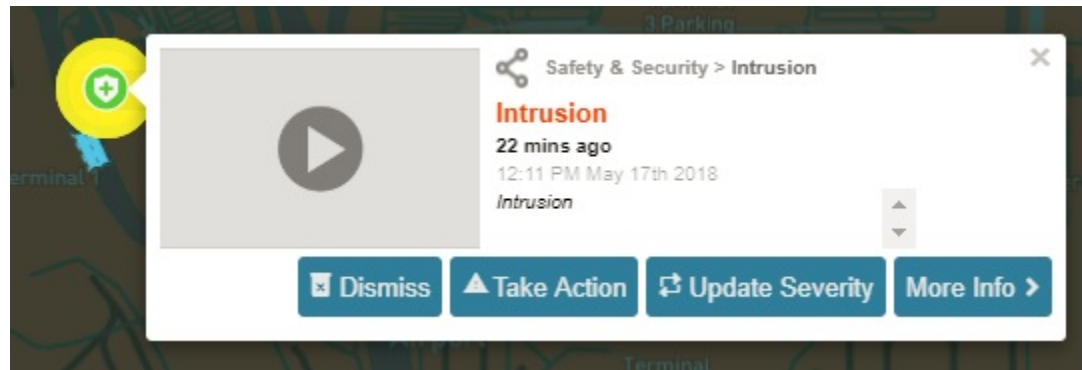 3 Parking
Safety & Security > Intrusion
Intrusion
22 mins ago
12:11 PM May 17th 2018
Intrusion
Terminal 1
Dismiss
Take Action
Update Severity
More Info >
Airport
Terminal